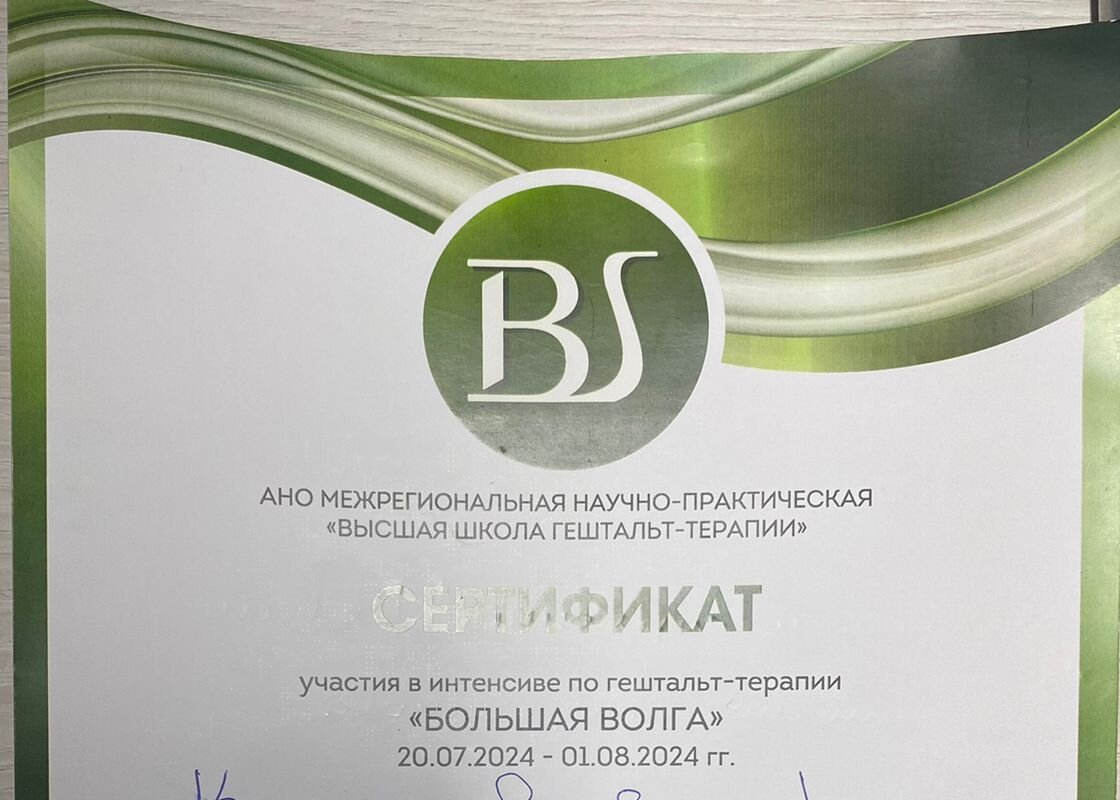 BS
АНО МЕЖРЕГИОНАЛЬНАЯ НАУЧНО-ПРАКТИЧЕСКАЯ
«ВЫСШАЯ ШКОЛА ГЕШТАЛЬТ-ТЕРАПИИ»
СЕРТИФИКАТ
участия в интенсиве по гештальт-терапии
«БОЛЬШАЯ ВОЛГА»
20.07.2024 - 01.08.2024 гг.